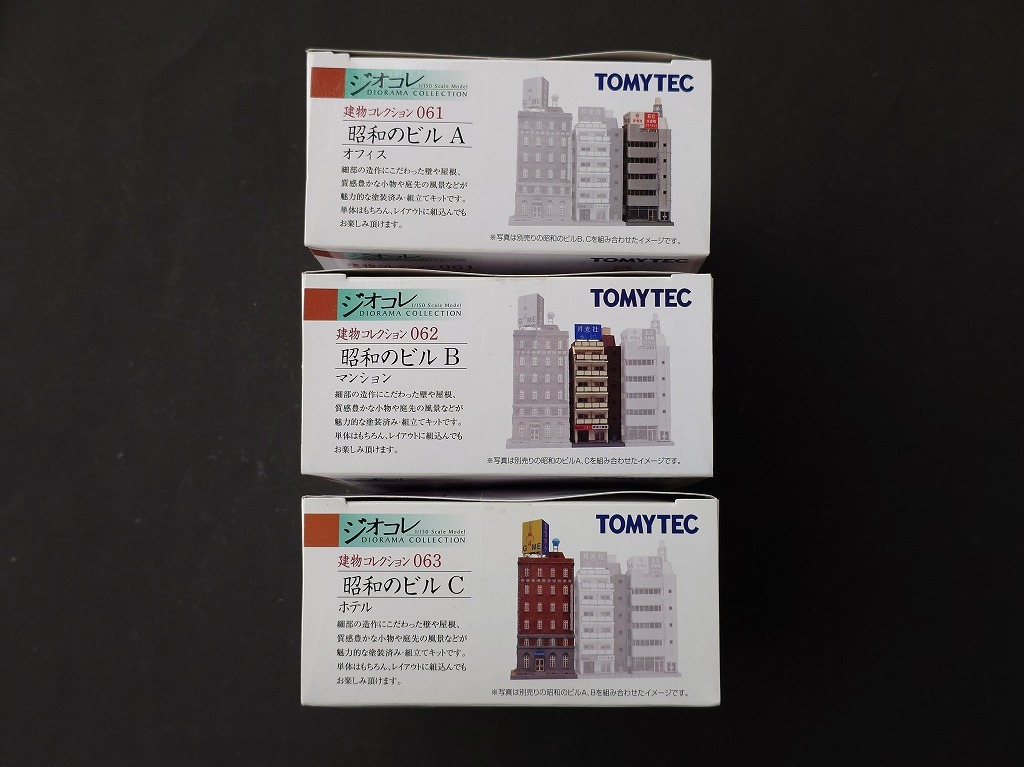 ジオコレ
1/150 Scale Model
DIORAMA COLLECTION
TOMYTEC
建物コレクション 061
昭和のビル A
オフィス
細部の造作にこだわった壁や屋根、
質感豊かな小物や庭先の風景などが
魅力的な塗装済み・組立てキットです。
単体はもちろん、レイアウトに組込んでも
お楽しみ頂けます。
※写真は別売りの昭和のビルB、Cを組み合わせたイメージです。
建物コレクション 061
TOMYTEC
ジオコレ
1/150 Scale Model
DIORAMA COLLECTION
TOMYTEC
建物コレクション 062
昭和のビル B
マンション
細部の造作にこだわった壁や屋根、
質感豊かな小物や庭先の風景などが
魅力的な塗装済み・組立てキットです。
単体はもちろん、レイアウトに組込んでも
お楽しみ頂けます。
月光社
※写真は別売りの昭和のビルA、Cを組み合わせたイメージです。
ジオコレ
1/150 Scale Model
DIORAMA COLLECTION
TOMYTEC
建物コレクション 063
昭和のビル C
ホテル
細部の造作にこだわった壁や屋根、
質感豊かな小物や庭先の風景などが
魅力的な塗装済み・組立てキットです。
単体はもちろん、レイアウトに組込んでも
お楽しみ頂けます。
GAME
※写真は別売りの昭和のビルA、Bを組み合わせたイメージです。